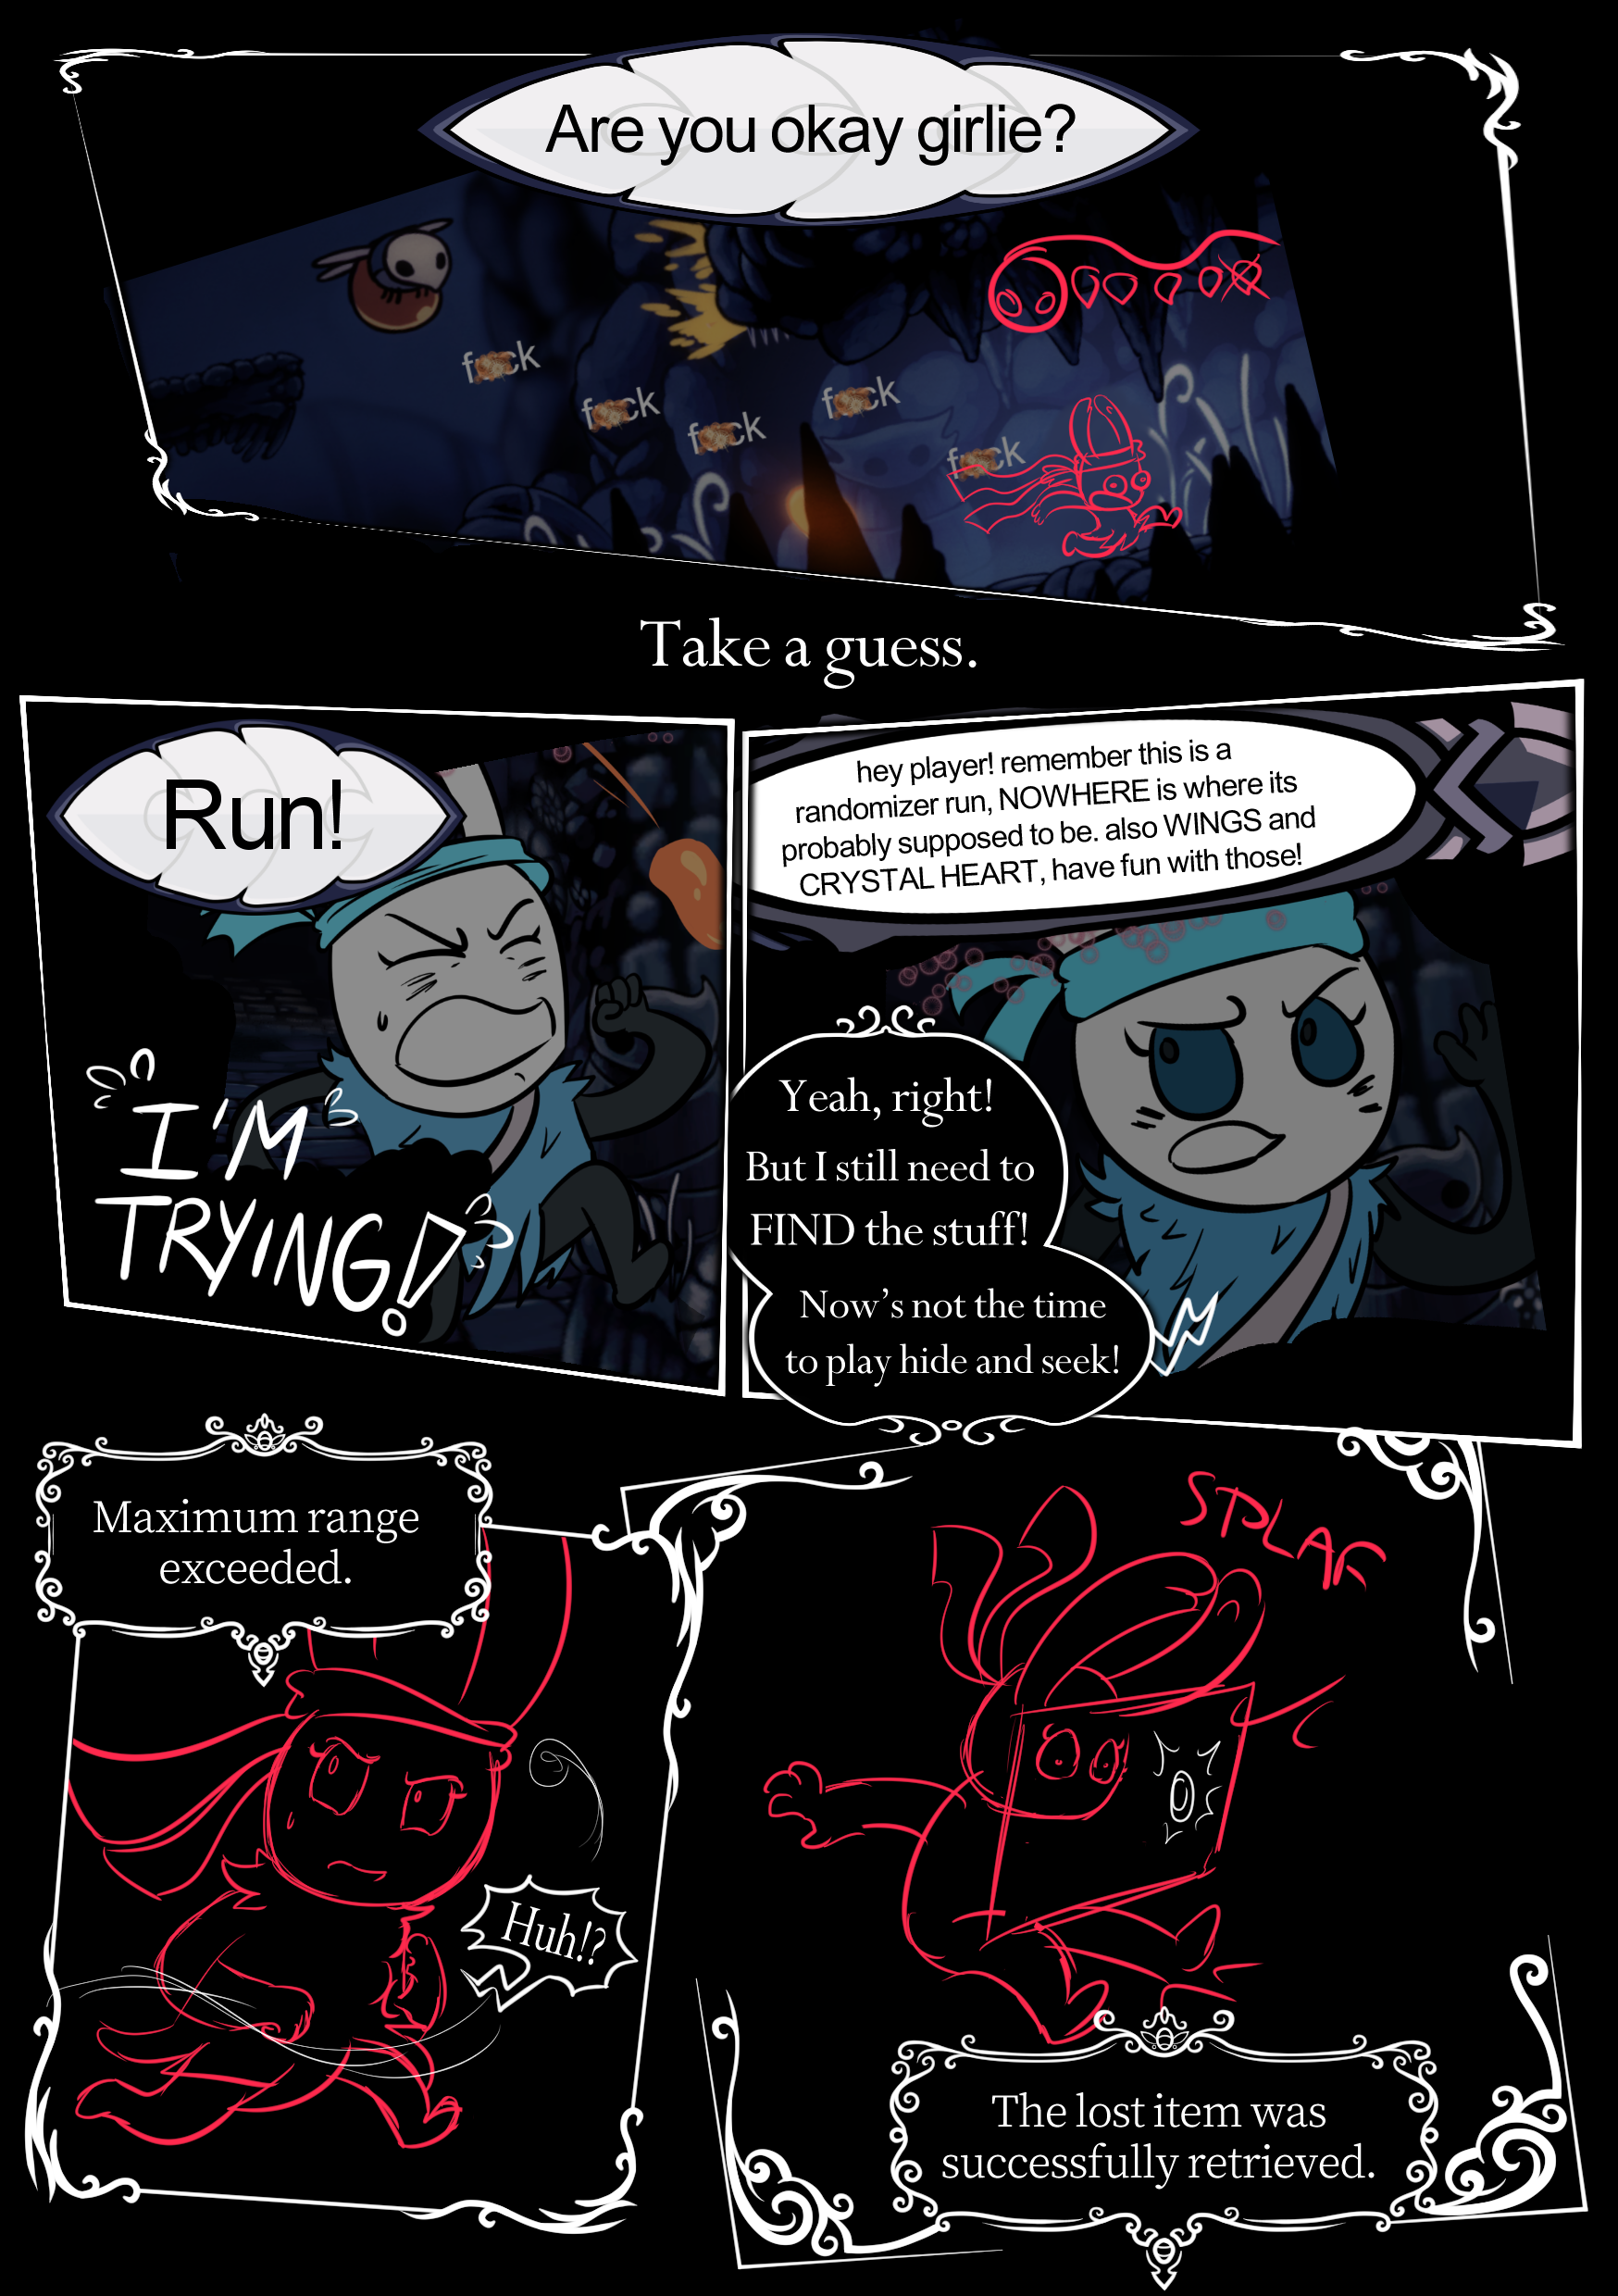 Are you okay girlie?
f ck
f ck
f ck
f ck
f ck
Take a guess.
Run!
I'M
TRYING!
hey player! remember this is a
randomizer run, NOWHERE is where its
probably supposed to be. also WINGS and
CRYSTAL HEART, have fun with those!
Yeah, right!
But I still need to
FIND the stuff!
Now's not the time
to play hide and seek!
Maximum range
exceeded.
Huh!?
SPLAF
The lost item was
successfully retrieved.